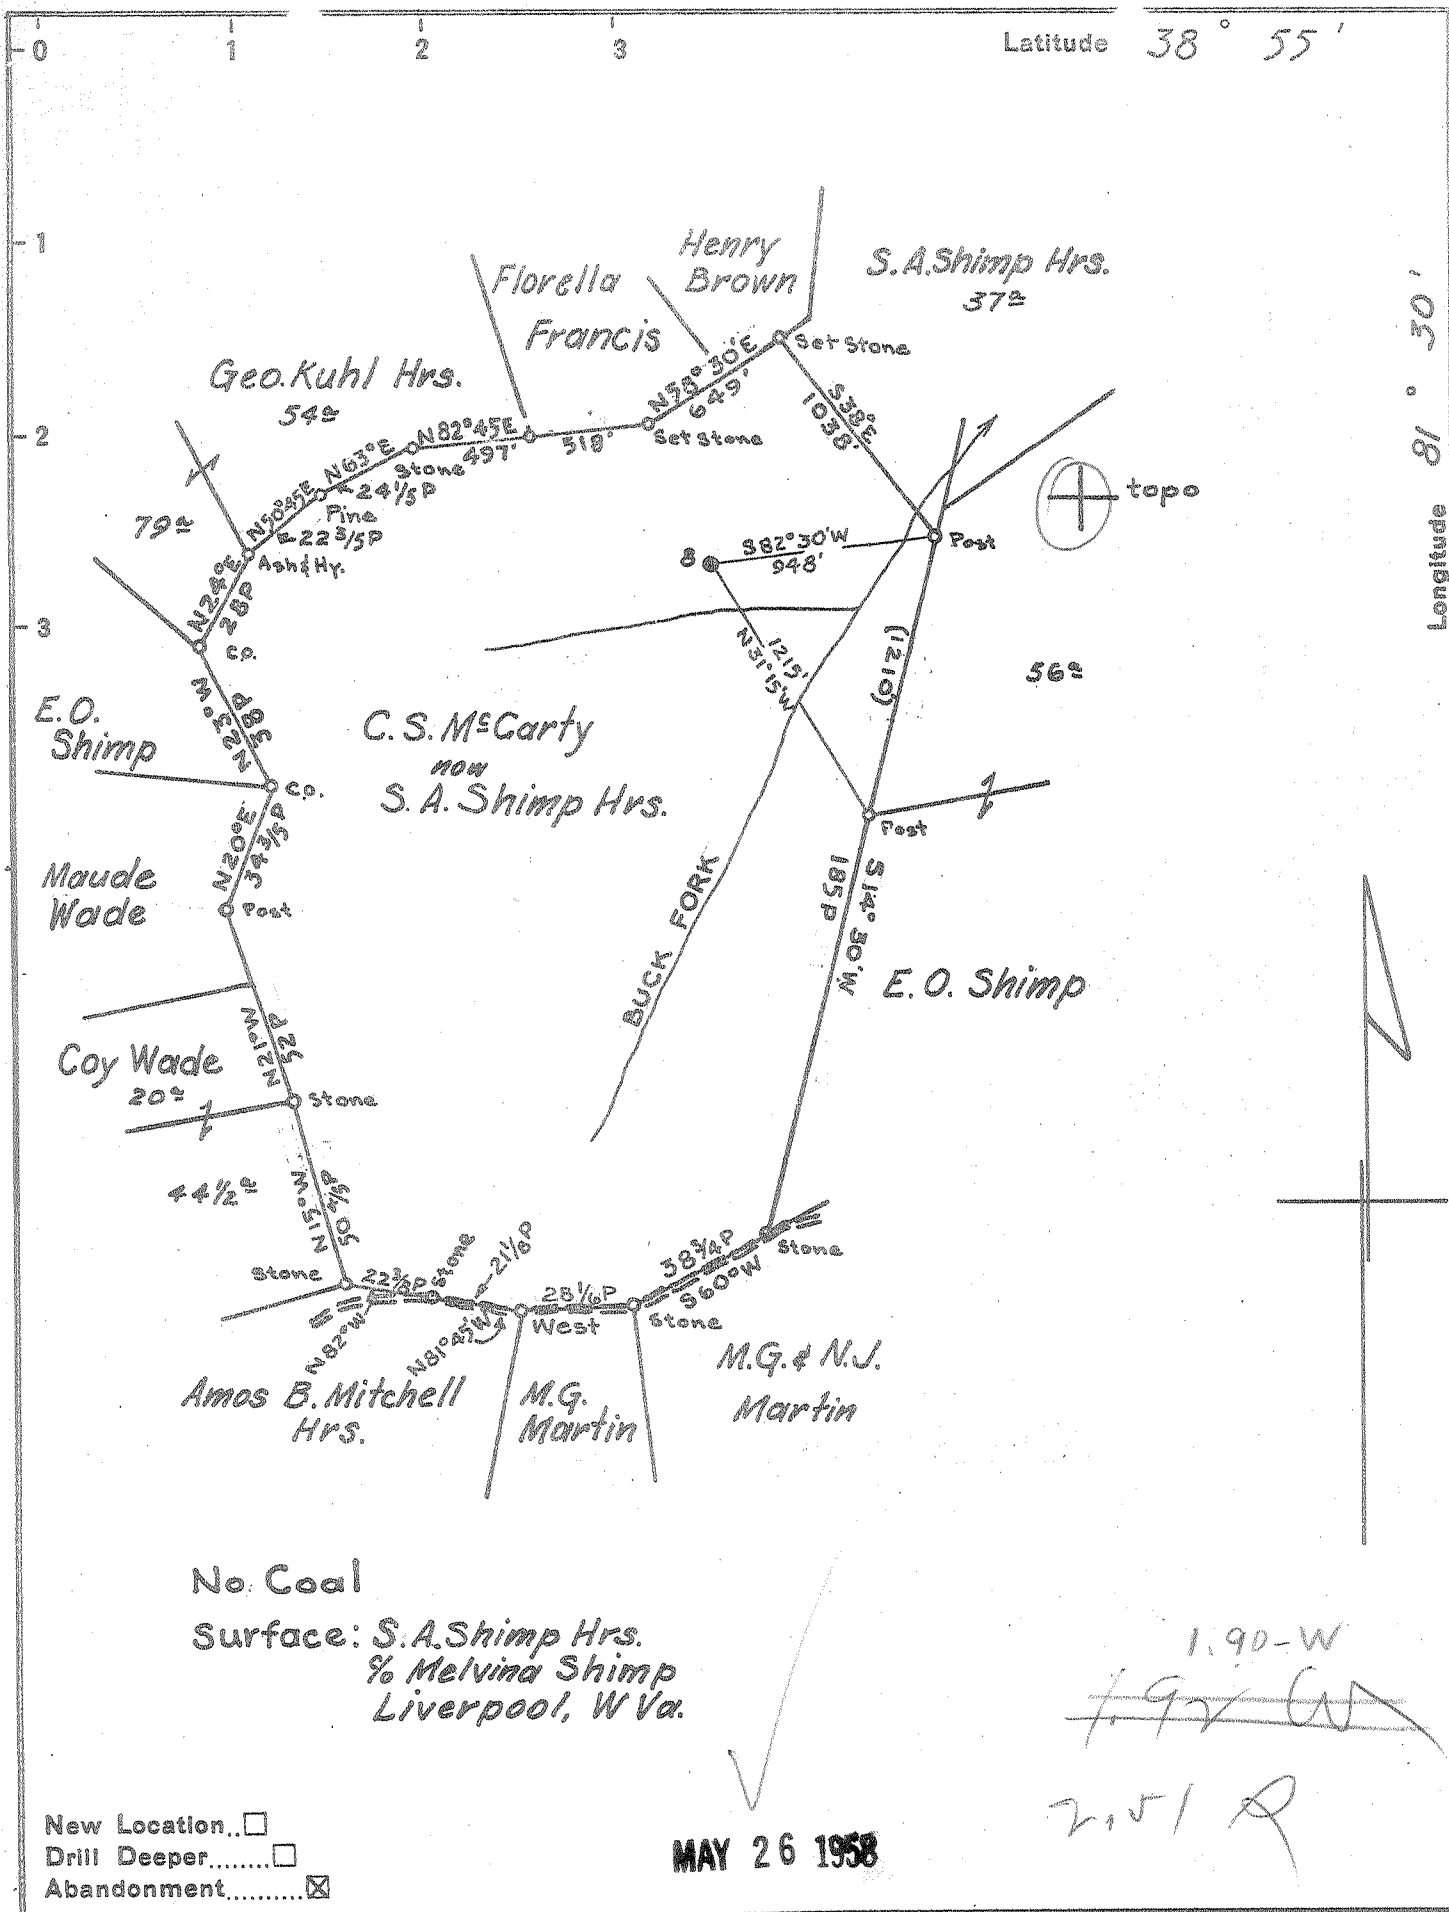 0 1 2 3 Latitude 38° 55'
1
Longitude 81° 30'
Henry
Brown
S.A.Shimp Hrs.
37a
Florella
Francis
Geo.Kuhl Hrs.
54a
Set Stone
N58°30'E
649'
2
N82°45E
497'
518'
Set Stone
S38°E
1038'
N63°E
Stone
24 1/5 P
N50°45E
Pine
22 3/5 P
79a
topo
Ash & Hy.
8
S82°30'W
948'
Post
N24°E
28P
3
C.O.
1215'
N31°15'W
(1210)
56a
N23°W
38P
E.O.
Shimp
C.S. McCarty
now
S.A. Shimp Hrs.
C.O.
Post
N20°E
34 3/5 P
Maude
Wade
Post
BUCK FORK
S14°30'W
185P
E.O. Shimp
N21°W
52P
Coy Wade
20a
Stone
44 1/2 a
N15°W
50 4/5 P
Stone
Stone
21 1/6 P
38 3/4 P
S60°W
Stone
28 1/6 P
West
Stone
N82°W
N81°45'W
M.G. & N.J.
Martin
Amos B. Mitchell
Hrs.
M.G.
Martin
No Coal
Surface: S.A.Shimp Hrs.
% Melvina Shimp
Liverpool, W Va.
1.90-W
1.92 W
2.51 S
New Location..☐
Drill Deeper........☐
Abandonment..........☒
MAY 26 1958